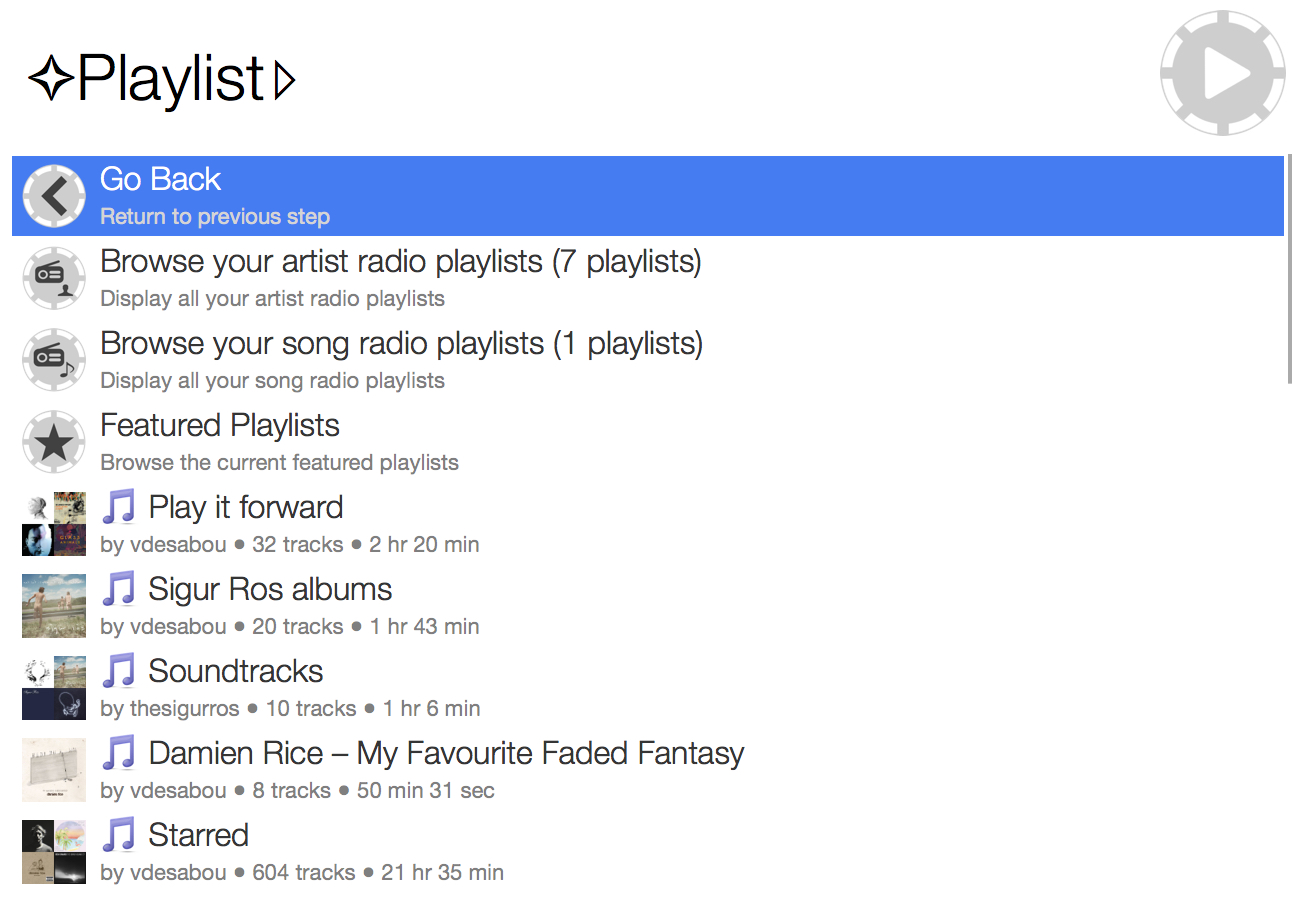 ✧Playlist▹
Go Back
Return to previous step
Browse your artist radio playlists (7 playlists)
Display all your artist radio playlists
Browse your song radio playlists (1 playlists)
Display all your song radio playlists
Featured Playlists
Browse the current featured playlists
🎵 Play it forward
by vdesabou ● 32 tracks ● 2 hr 20 min
🎵 Sigur Ros albums
by vdesabou ● 20 tracks ● 1 hr 43 min
🎵 Soundtracks
by thesigurros ● 10 tracks ● 1 hr 6 min
🎵 Damien Rice – My Favourite Faded Fantasy
by vdesabou ● 8 tracks ● 50 min 31 sec
🎵 Starred
by vdesabou ● 604 tracks ● 21 hr 35 min